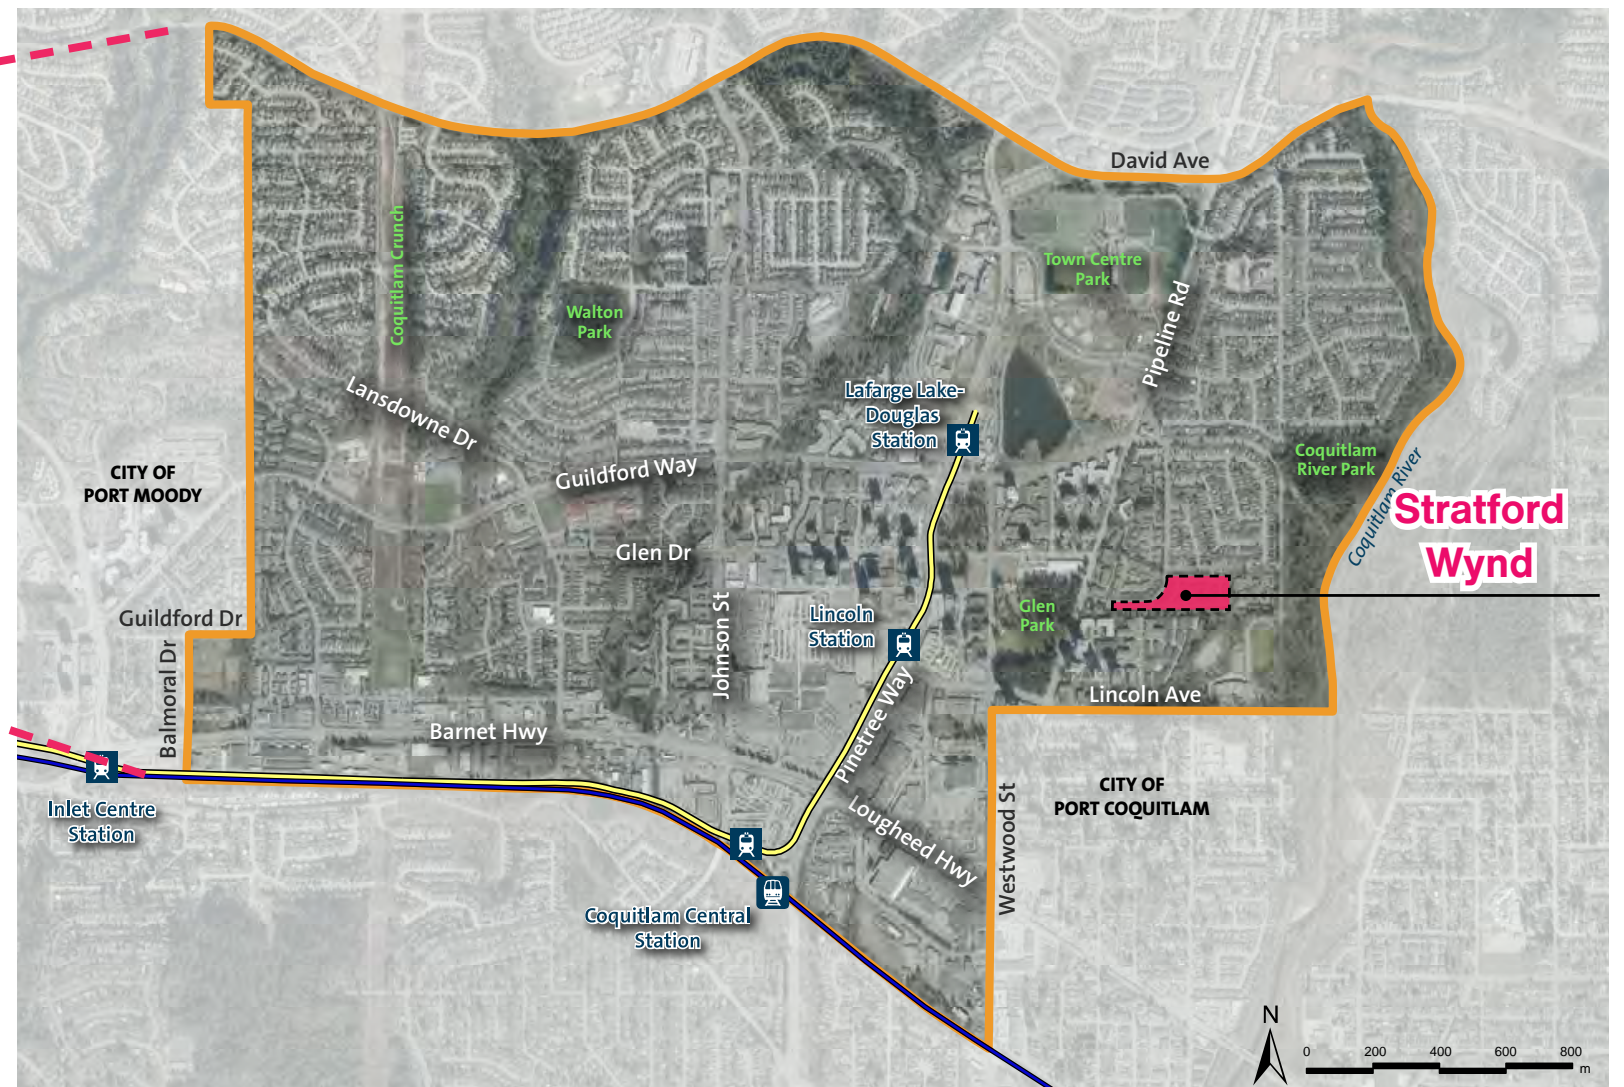 David Ave
Coquitlam Crunch
Town Centre
Park
Walton
Park
Pipeline Rd
Lansdowne Dr
Lafarge Lake-
Douglas
Station
Coquitlam
River Park
CITY OF
PORT MOODY
Guildford Way
Coquitlam River
Stratford
Wynd
Glen Dr
Guildford Dr
Balmoral Dr
Johnson St
Lincoln
Station
Glen
Park
Lincoln Ave
Pinetree Way
Barnet Hwy
Inlet Centre
Station
Lougheed Hwy
Westwood St
CITY OF
PORT COQUITLAM
Coquitlam Central
Station
N
0 200 400 600 800
m